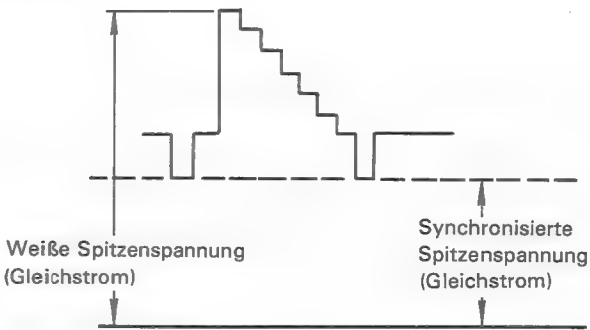 Weiße Spitzenspannung
(Gleichstrom)
Synchronisierte
Spitzenspannung
(Gleichstrom)